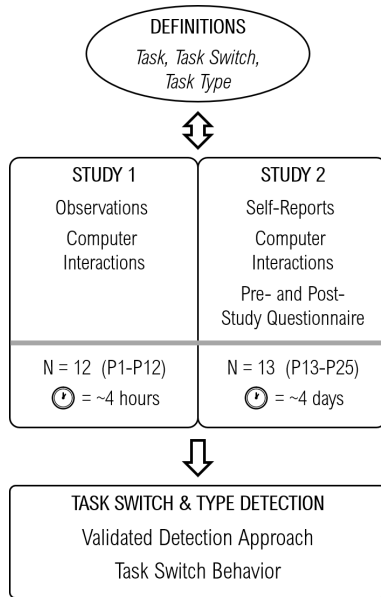 DEFINITIONS
Task, Task Switch,
Task Type
STUDY 1
Observations
Computer
Interactions
N = 12 (P1-P12)
= ~4 hours
STUDY 2
Self-Reports
Computer
Interactions
Pre- and Post-
Study Questionnaire
N = 13 (P13-P25)
= ~4 days
TASK SWITCH & TYPE DETECTION
Validated Detection Approach
Task Switch Behavior